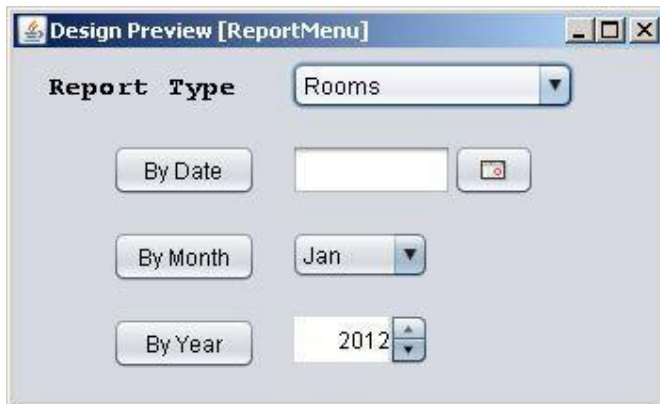 Design Preview [ReportMenu]
Report Type Rooms
By Date
By Month Jan
By Year 2012